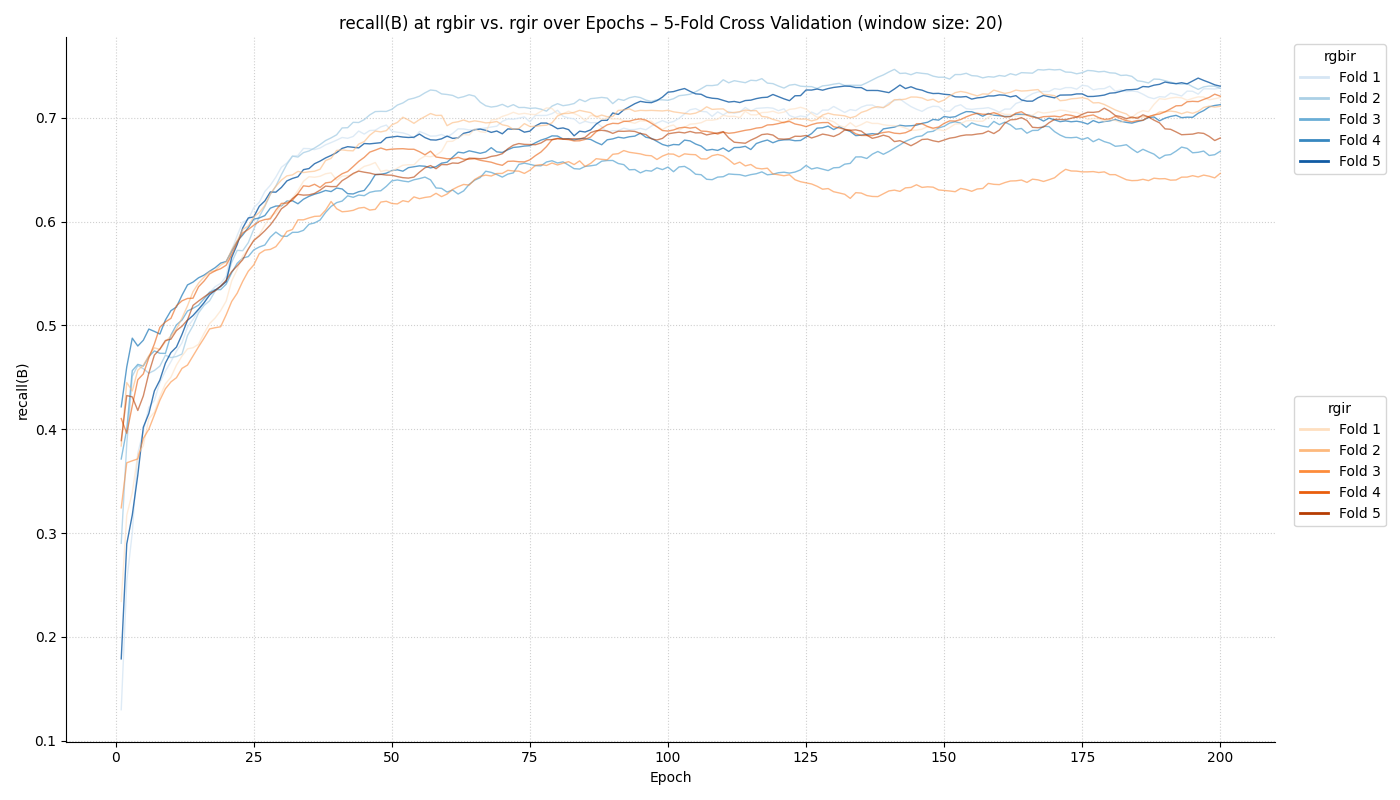 recall(B) at rgbir vs. rgir over Epochs – 5-Fold Cross Validation (window size: 20)
recall(B)
0.7
0.6
0.5
0.4
0.3
0.2
0.1
0
25
50
75
100
125
150
175
200
Epoch
rgbir
Fold 1
Fold 2
Fold 3
Fold 4
Fold 5
rgir
Fold 1
Fold 2
Fold 3
Fold 4
Fold 5